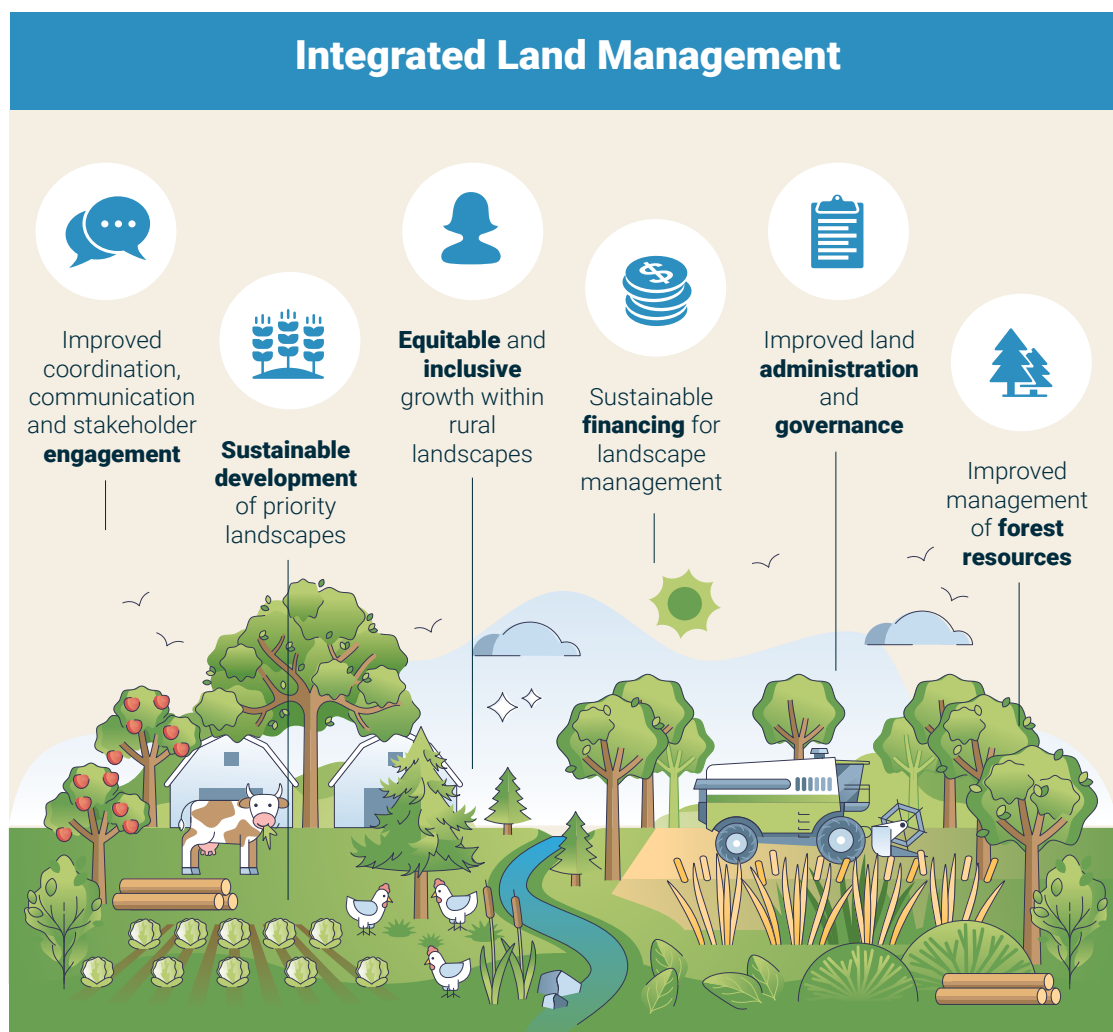 Integrated Land Management
Improved
coordination,
communication
and stakeholder
engagement
Sustainable
development
of priority
landscapes
Equitable and
inclusive
growth within
rural
landscapes
$
Sustainable
financing for
landscape
management
Improved land
administration
and
governance
Improved
management
of forest
resources